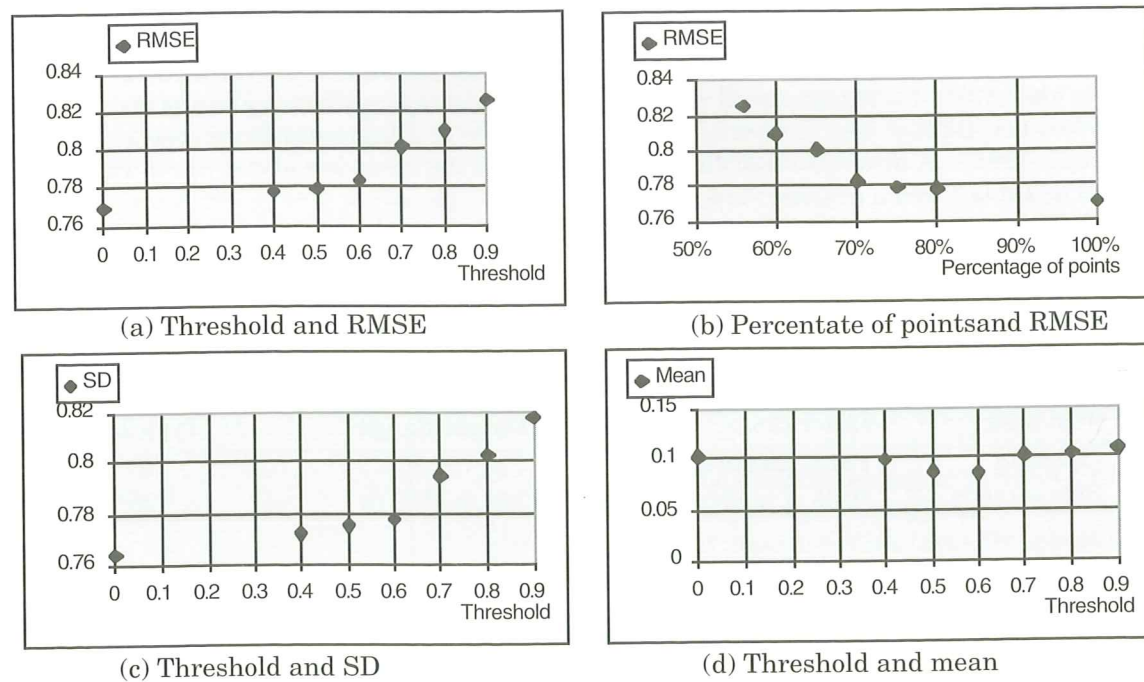 RMSE
0.84
0.82
0.8
0.78
0.76
0 0.1 0.2 0.3 0.4 0.5 0.6 0.7 0.8 0.9
Threshold
(a) Threshold and RMSE
RMSE
0.84
0.82
0.8
0.78
0.76
50% 60% 70% 80% 90% 100%
Percentage of points
(b) Percentate of pointsand RMSE
SD
0.82
0.8
0.78
0.76
0 0.1 0.2 0.3 0.4 0.5 0.6 0.7 0.8 0.9
Threshold
(c) Threshold and SD
Mean
0.15
0.1
0.05
0
0 0.1 0.2 0.3 0.4 0.5 0.6 0.7 0.8 0.9
Threshold
(d) Threshold and mean